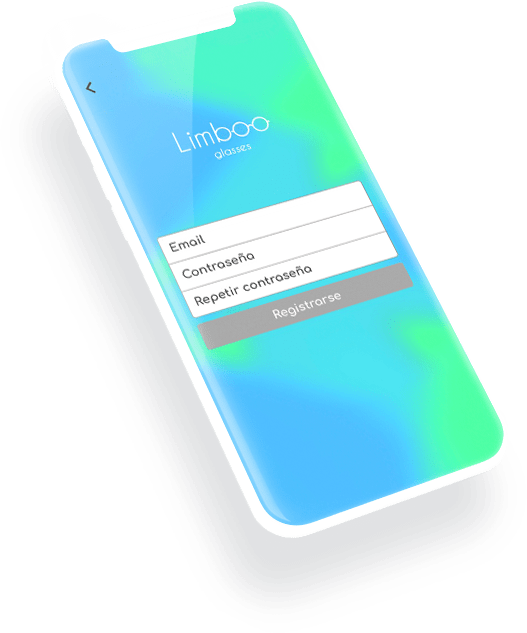 Limboo
glasses
Email
Contraseña
Repetir contraseña
Registrarse